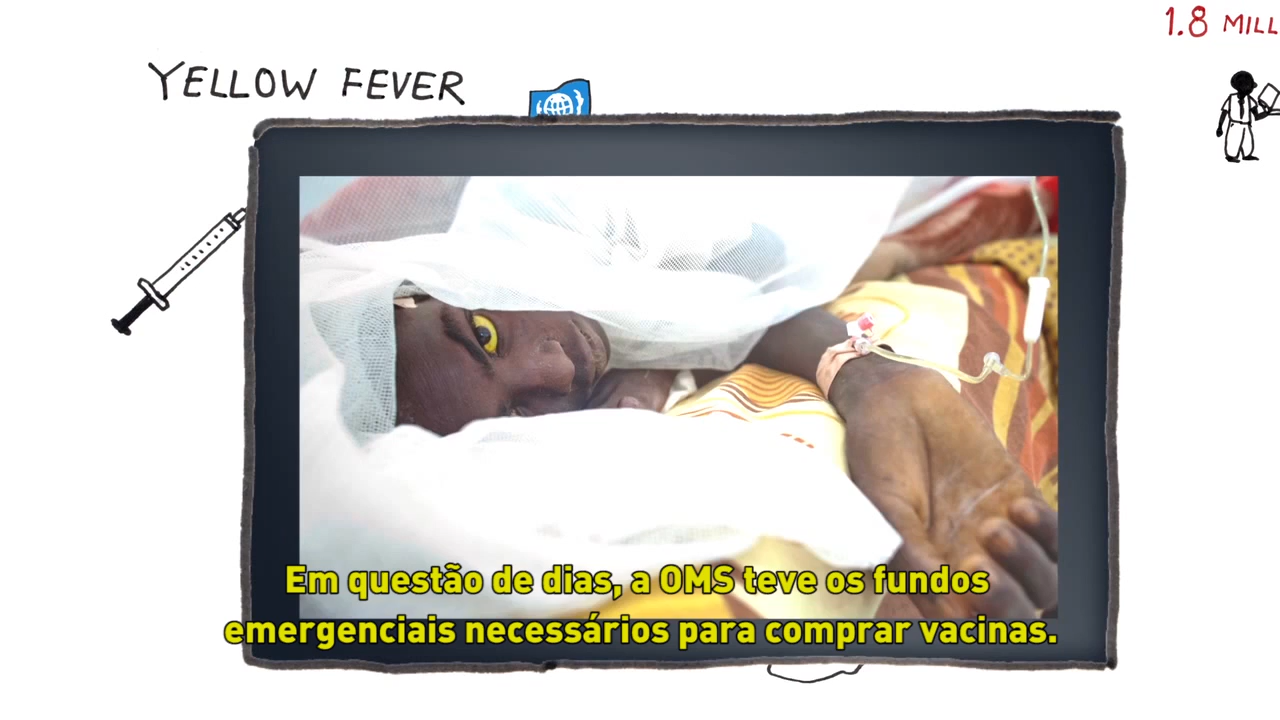 1.8 MILL
YELLOW FEVER
Em questão de dias, a OMS teve os fundos
emergenciais necessários para comprar vacinas.